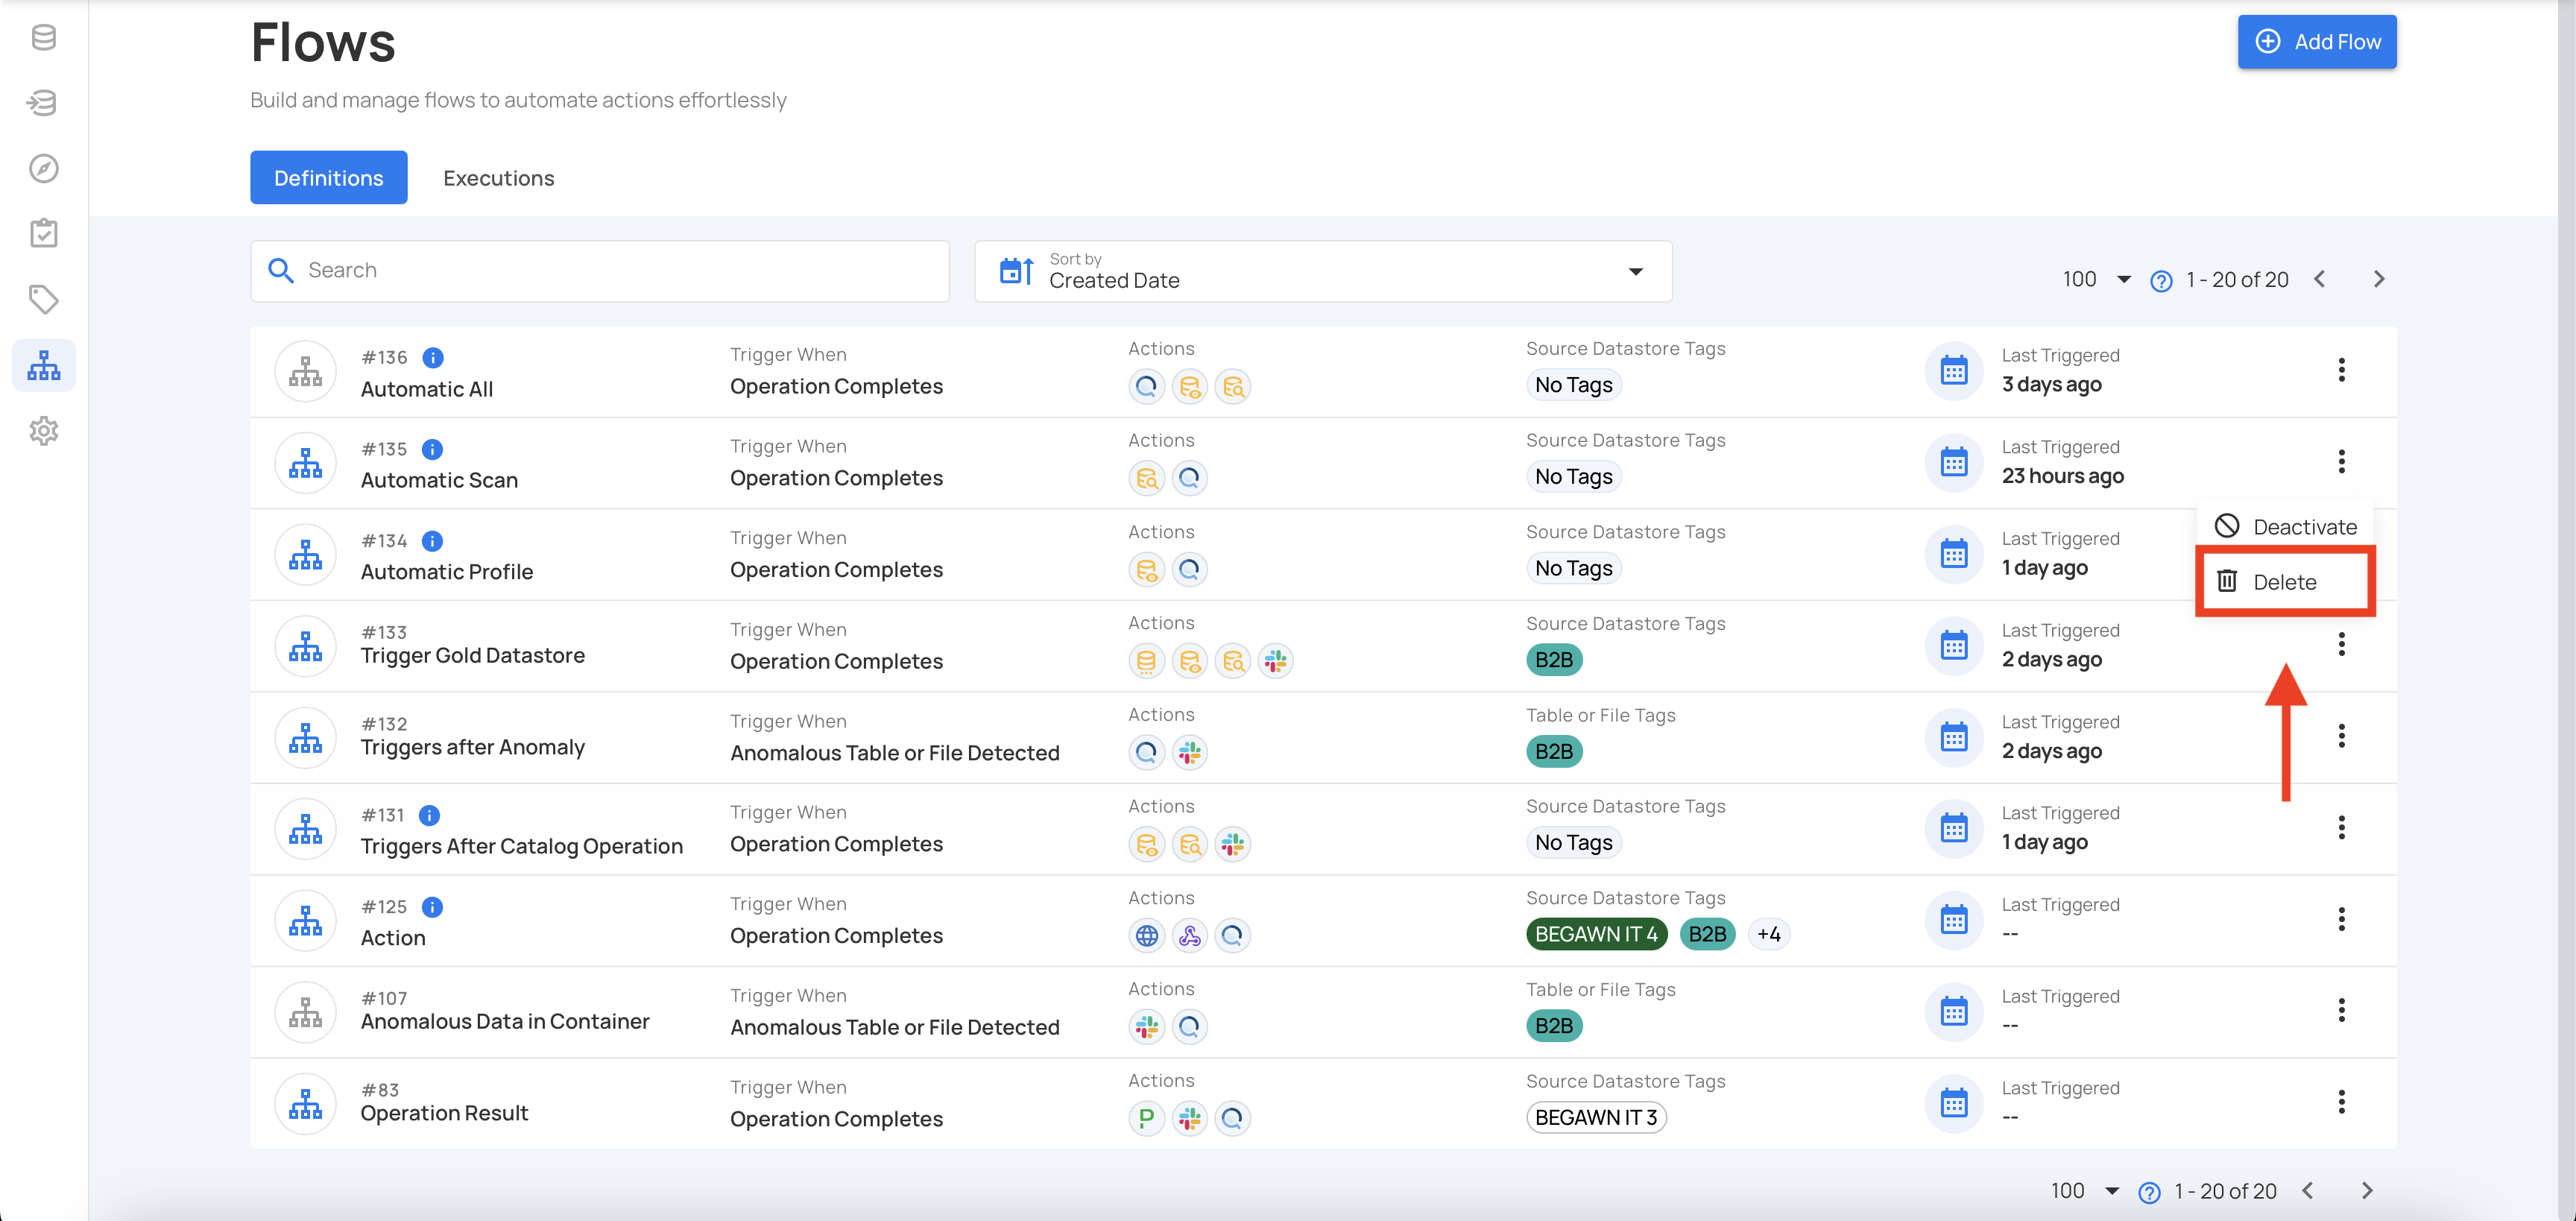 Flows
Add Flow
Build and manage flows to automate actions effortlessly
Definitions
Executions
Search
Sort by
Created Date
100
1 - 20 of 20
#136
Automatic All
Trigger When
Operation Completes
Actions
Source Datastore Tags
No Tags
Last Triggered
3 days ago
#135
Automatic Scan
Trigger When
Operation Completes
Actions
Source Datastore Tags
No Tags
Last Triggered
23 hours ago
Deactivate
Delete
#134
Automatic Profile
Trigger When
Operation Completes
Actions
Source Datastore Tags
No Tags
Last Triggered
1 day ago
#133
Trigger Gold Datastore
Trigger When
Operation Completes
Actions
Source Datastore Tags
B2B
Last Triggered
2 days ago
#132
Triggers after Anomaly
Trigger When
Anomalous Table or File Detected
Actions
Table or File Tags
B2B
Last Triggered
2 days ago
#131
Triggers After Catalog Operation
Trigger When
Operation Completes
Actions
Source Datastore Tags
No Tags
Last Triggered
1 day ago
#125
Action
Trigger When
Operation Completes
Actions
Source Datastore Tags
BEGAWN IT 4 B2B +4
Last Triggered
--
#107
Anomalous Data in Container
Trigger When
Anomalous Table or File Detected
Actions
Table or File Tags
B2B
Last Triggered
--
#83
Operation Result
Trigger When
Operation Completes
Actions
P
Source Datastore Tags
BEGAWN IT 3
Last Triggered
--
100
1 - 20 of 20